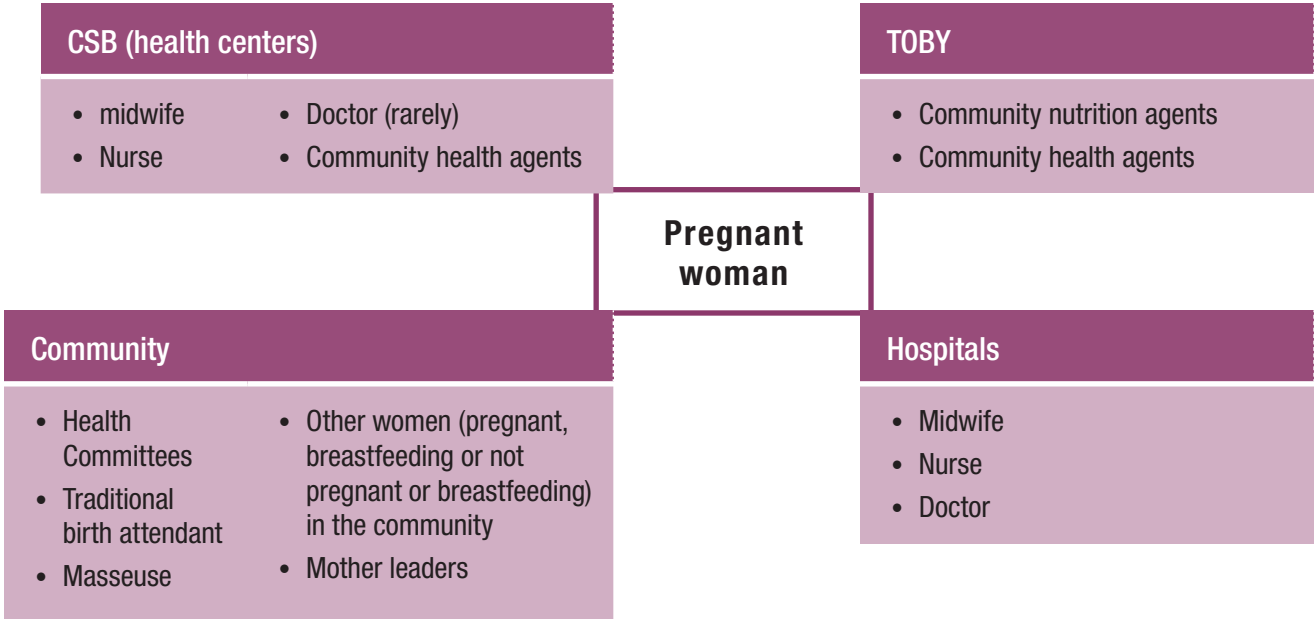 CSB (health centers)
• midwife
• Nurse
• Doctor (rarely)
• Community health agents
TOBY
• Community nutrition agents
• Community health agents
Pregnant
woman
Community
• Health
Committees
• Traditional
birth attendant
• Masseuse
• Other women (pregnant,
breastfeeding or not
pregnant or breastfeeding)
in the community
• Mother leaders
Hospitals
• Midwife
• Nurse
• Doctor